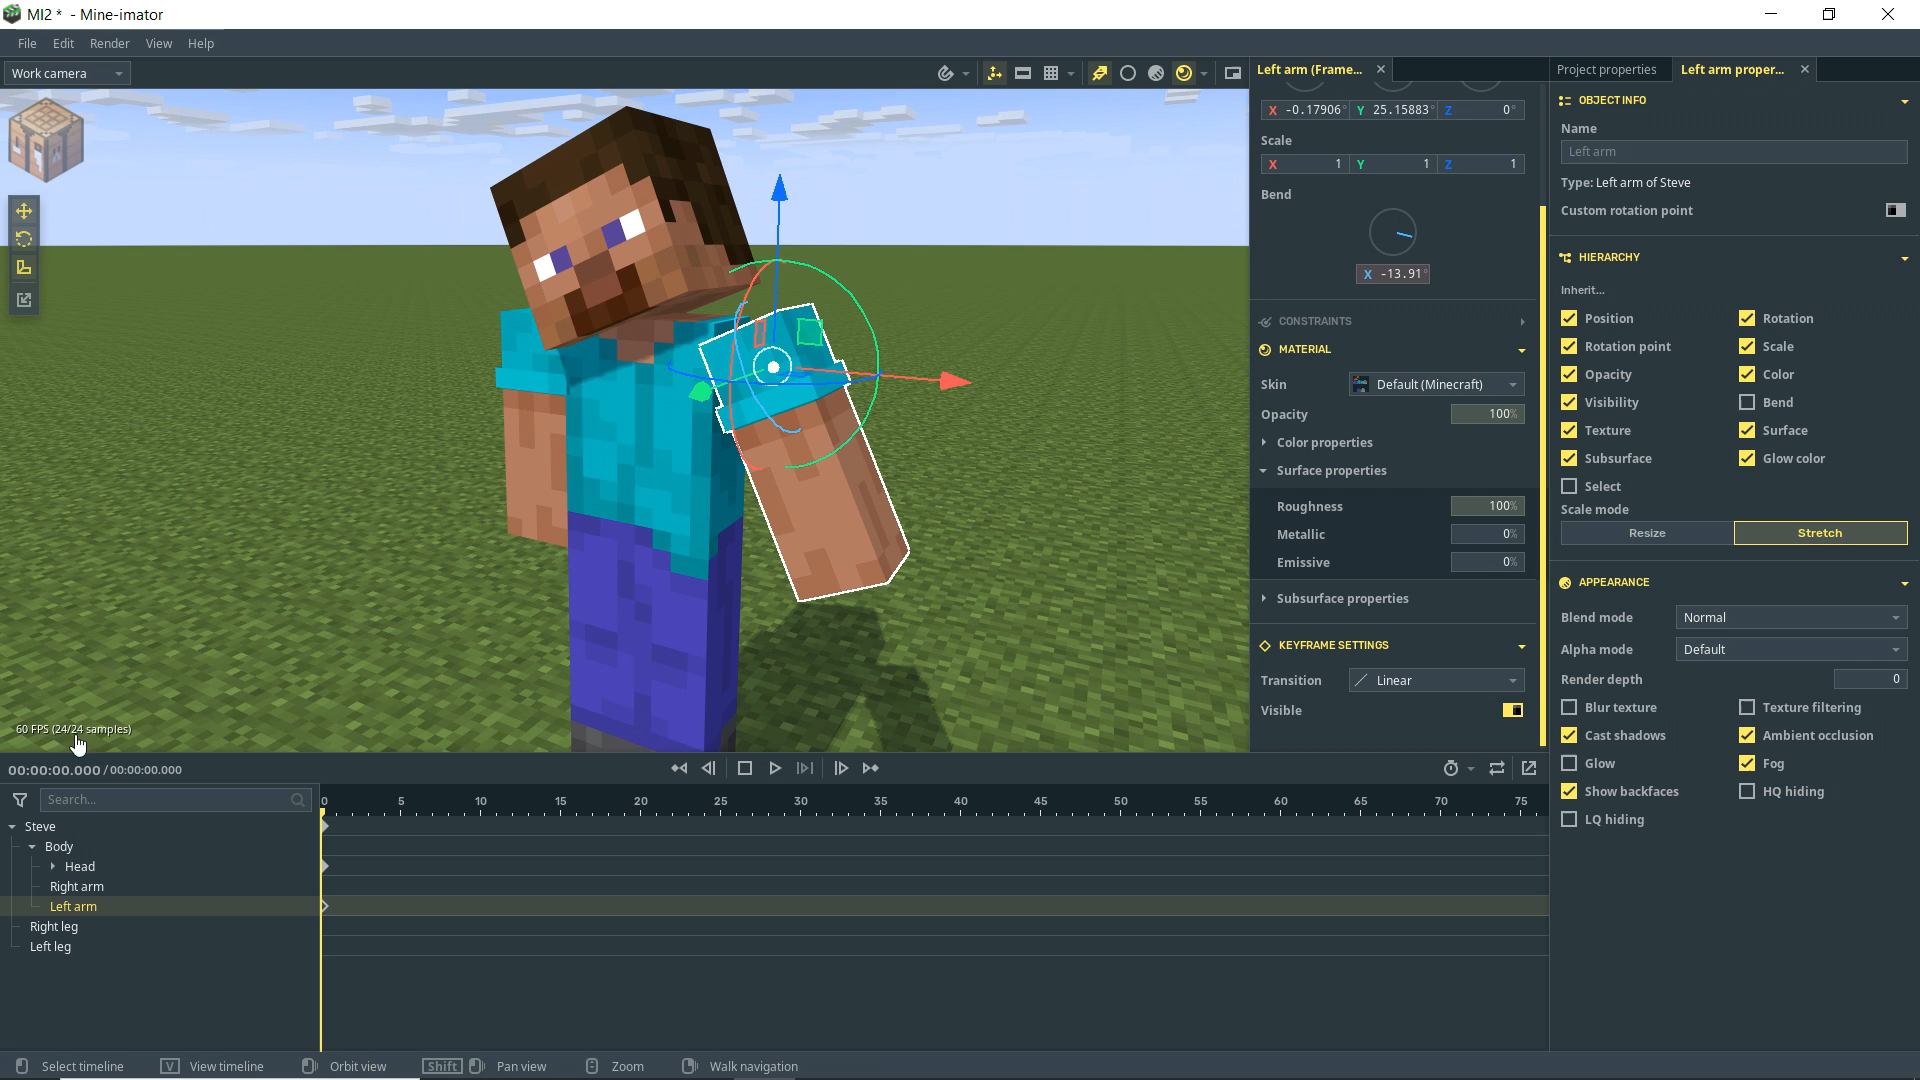 MI2 * - Mine-imator
File Edit Render View Help
Work camera
Left arm (Frame...
Project properties
Left arm proper...
X -0.17906° Y 25.15883° Z 0°
Scale
X 1 Y 1 Z 1
Bend
X -13.91°
CONSTRAINTS
MATERIAL
Skin Default (Minecraft)
Opacity 100%
Color properties
Surface properties
Roughness 100%
Metallic 0%
Emissive 0%
Subsurface properties
KEYFRAME SETTINGS
Transition Linear
Visible
OBJECT INFO
Name
Left arm
Type: Left arm of Steve
Custom rotation point
HIERARCHY
Inherit...
Position Rotation
Rotation point Scale
Opacity Color
Visibility Bend
Texture Surface
Subsurface Glow color
Select
Scale mode
Resize Stretch
APPEARANCE
Blend mode Normal
Alpha mode Default
Render depth 0
Blur texture Texture filtering
Cast shadows Ambient occlusion
Glow Fog
Show backfaces HQ hiding
LQ hiding
60 FPS (24/24 samples)
00:00:00.000 / 00:00:00.000
Search...
0 5 10 15 20 25 30 35 40 45 50 55 60 65 70 75
Steve
Body
Head
Right arm
Left arm
Right leg
Left leg
Select timeline V View timeline Orbit view Shift Pan view Zoom Walk navigation